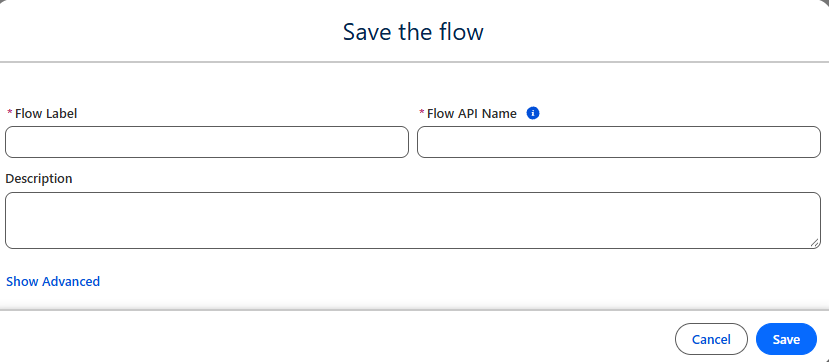 Save the flow
* Flow Label
* Flow API Name i
Description
Show Advanced
Cancel Save